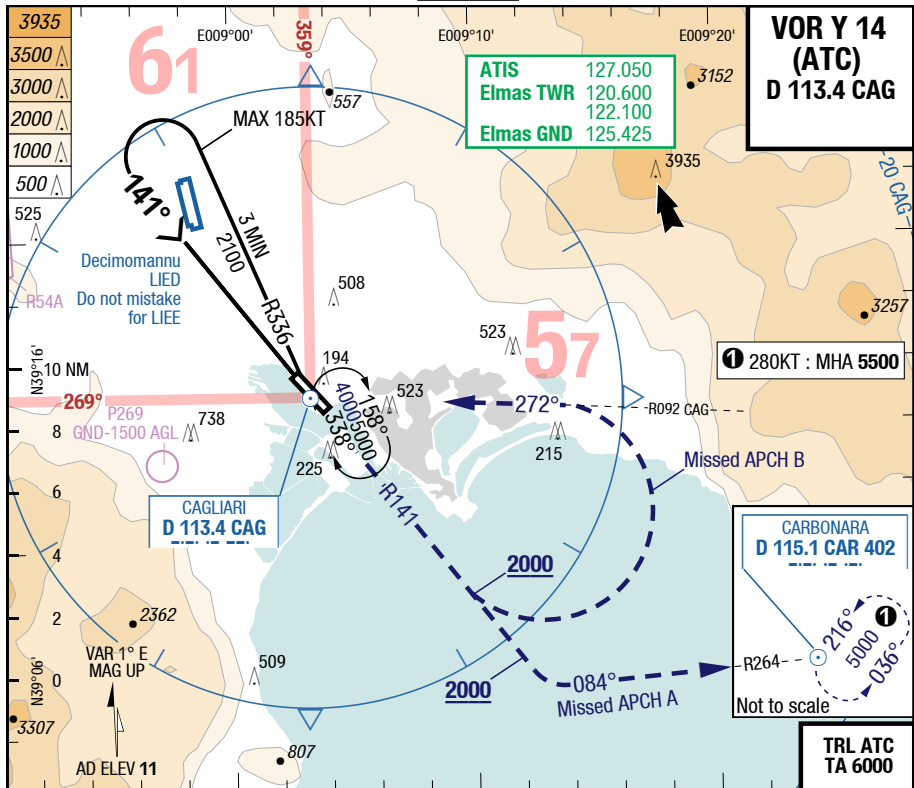 3935
3500
3000
2000
1000
500
525
E009°00'
E009°10'
E009°20'
61
359°
557
MAX 185KT
ATIS 127.050
Elmas TWR 120.600
122.100
Elmas GND 125.425
VOR Y 14
(ATC)
D 113.4 CAG
3152
3935
20 CAG
141°
3 MIN
2100
Decimomannu
LIED
Do not mistake
for LIEE
R54A
R336
508
523
57
3257
1 280KT : MHA 5500
N39°16'
10 NM
194
269°
P269
GND-1500 AGL
738
523
158°
40005000
338°
225
272°
R092 CAG
215
Missed APCH B
8
6
4
2
0
CAGLIARI
D 113.4 CAG
R141
2000
CARBONARA
D 115.1 CAR 402
216°
5000
036°
1
R264
Not to scale
2362
VAR 1° E
MAG UP
509
N39°06'
2000
084°
Missed APCH A
3307
807
AD ELEV 11
TRL ATC
TA 6000